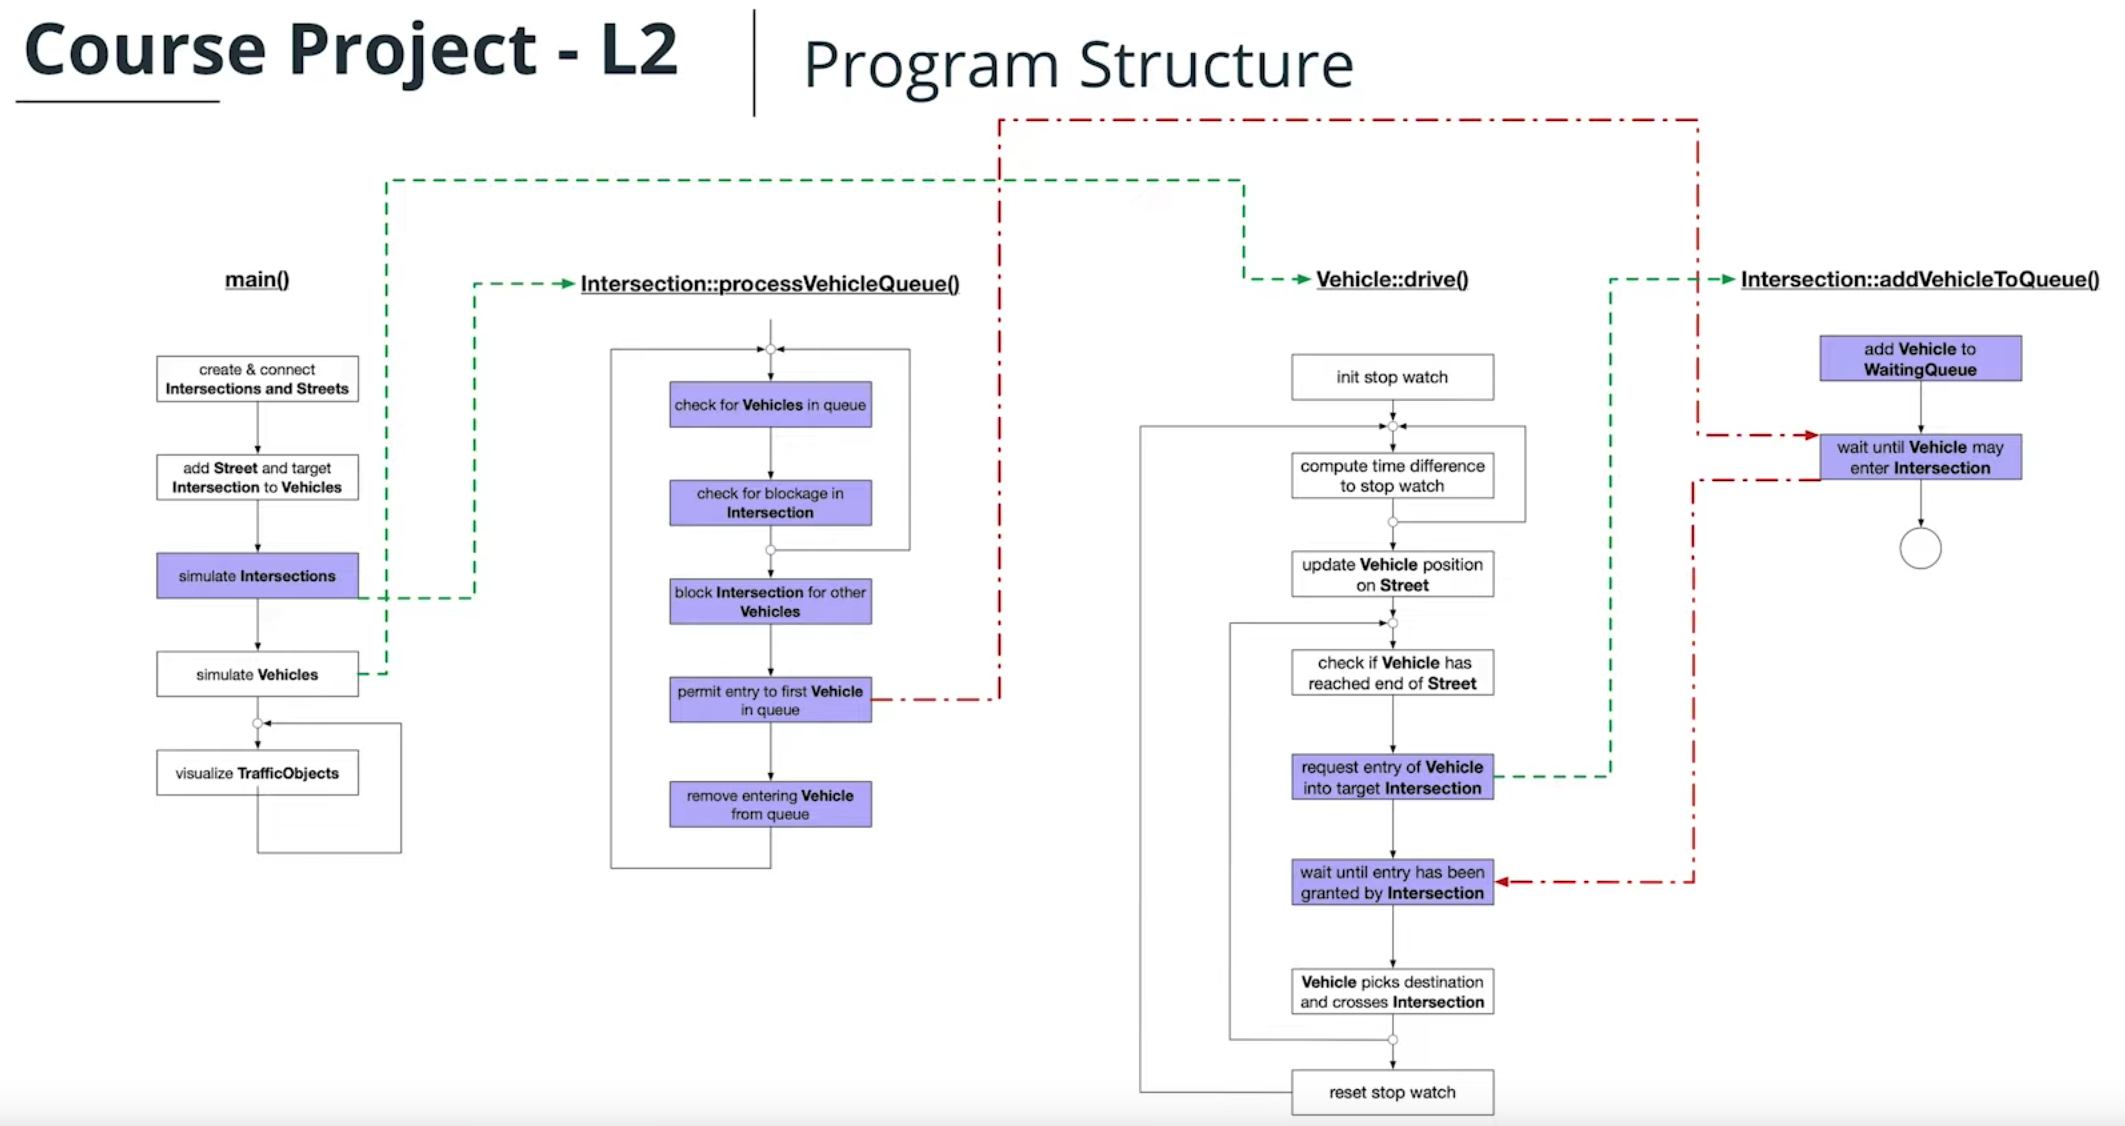 Course Project - L2
Program Structure
main()
create & connect
Intersections and Streets
add Street and target
Intersection to Vehicles
simulate Intersections
simulate Vehicles
visualize TrafficObjects
Intersection::processVehicleQueue()
check for Vehicles in queue
check for blockage in
Intersection
block Intersection for other
Vehicles
permit entry to first Vehicle
in queue
remove entering Vehicle
from queue
Vehicle::drive()
init stop watch
compute time difference
to stop watch
update Vehicle position
on Street
check if Vehicle has
reached end of Street
request entry of Vehicle
into target Intersection
wait until entry has been
granted by Intersection
Vehicle picks destination
and crosses Intersection
reset stop watch
Intersection::addVehicleToQueue()
add Vehicle to
WaitingQueue
wait until Vehicle may
enter Intersection